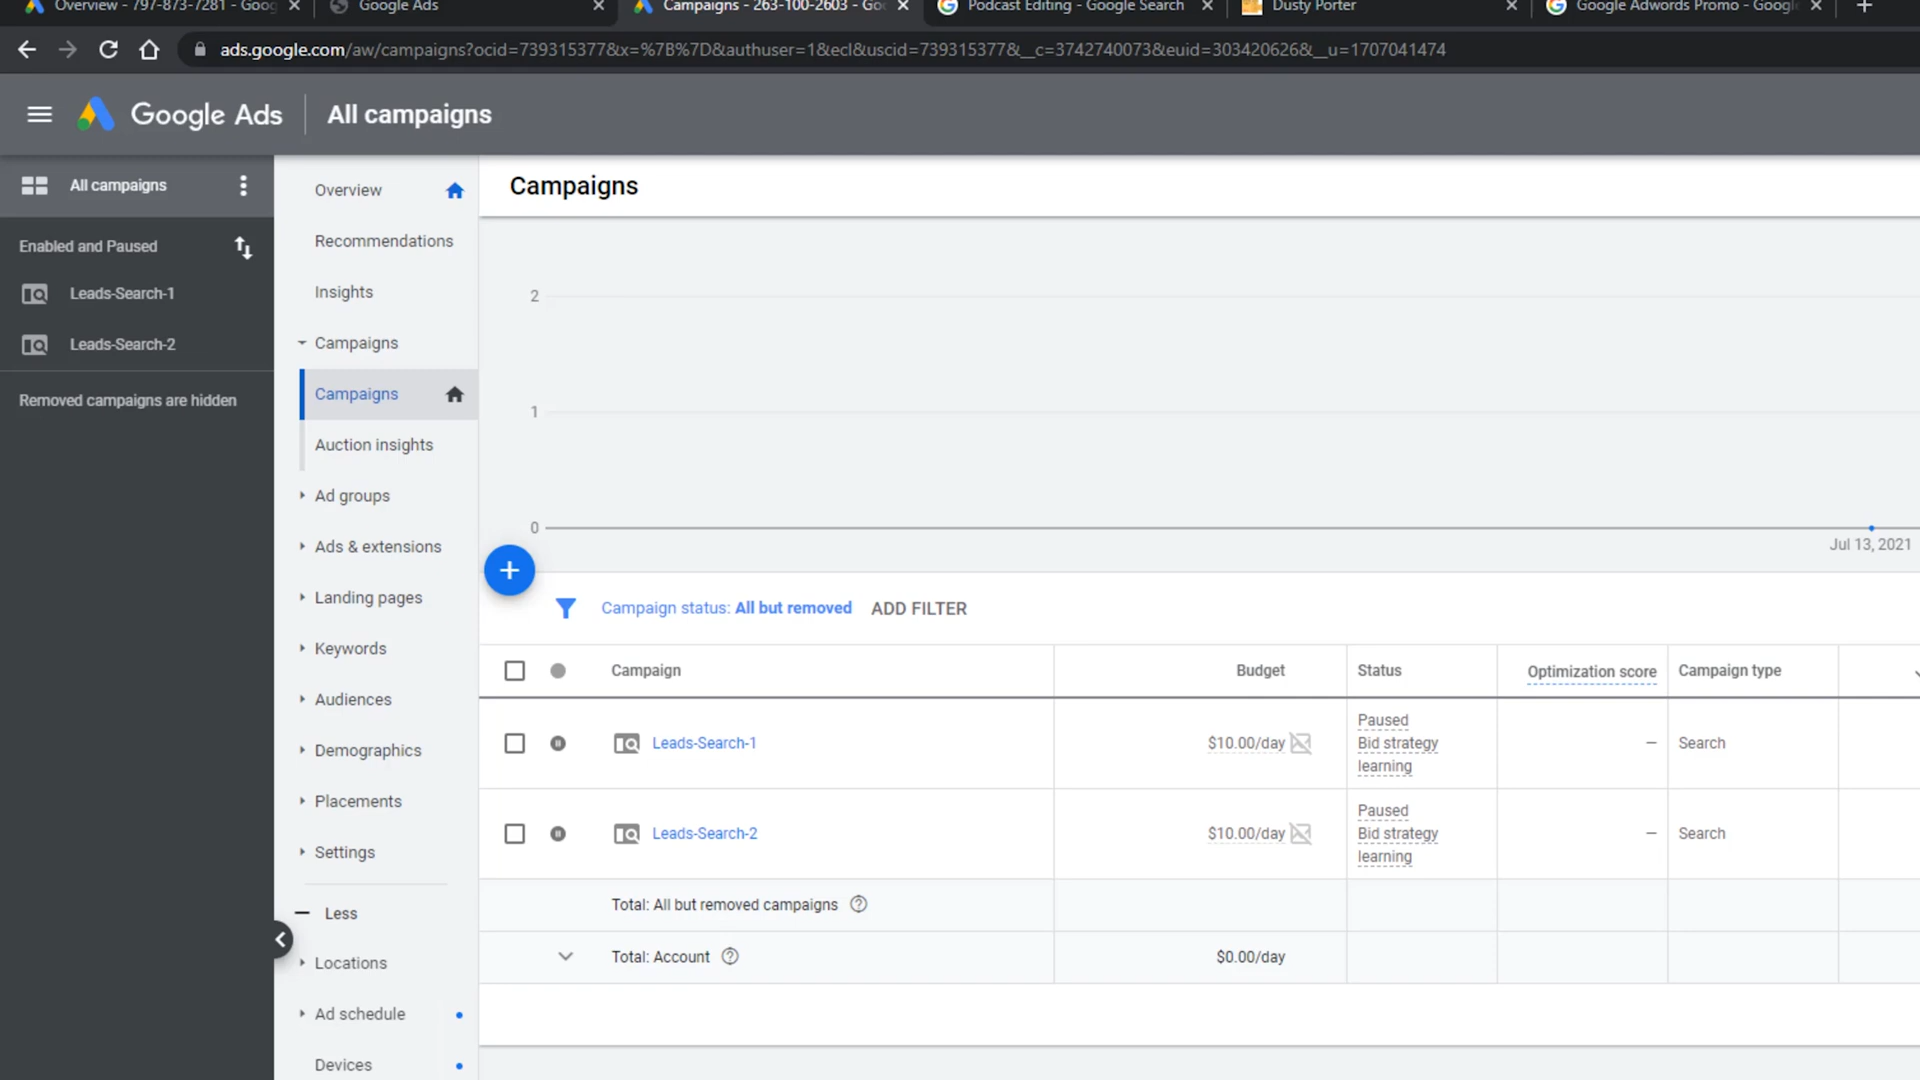 Overview - 797-873-7281 - Goog
Google Ads
Campaigns - 263-100-2603 - Goo
Podcast Editing - Google Search
Dusty Porter
Google Adwords Promo - Google
ads.google.com/aw/campaigns?ocid=739315377&x=%7B%7D&authuser=1&ecl&uscid=739315377&__c=3742740073&euid=303420626&__u=1707041474
Google Ads
All campaigns
All campaigns
Enabled and Paused
Leads-Search-1
Leads-Search-2
Removed campaigns are hidden
Overview
Recommendations
Insights
Campaigns
Campaigns
Auction insights
Ad groups
Ads & extensions
Landing pages
Keywords
Audiences
Demographics
Placements
Settings
Less
Locations
Ad schedule
Devices
Campaigns
2
1
0
Jul 13, 2021
Campaign status: All but removed
ADD FILTER
Campaign
Budget
Status
Optimization score
Campaign type
Leads-Search-1
$10.00/day
Paused
Bid strategy
learning
–
Search
Leads-Search-2
$10.00/day
Paused
Bid strategy
learning
–
Search
Total: All but removed campaigns
Total: Account
$0.00/day